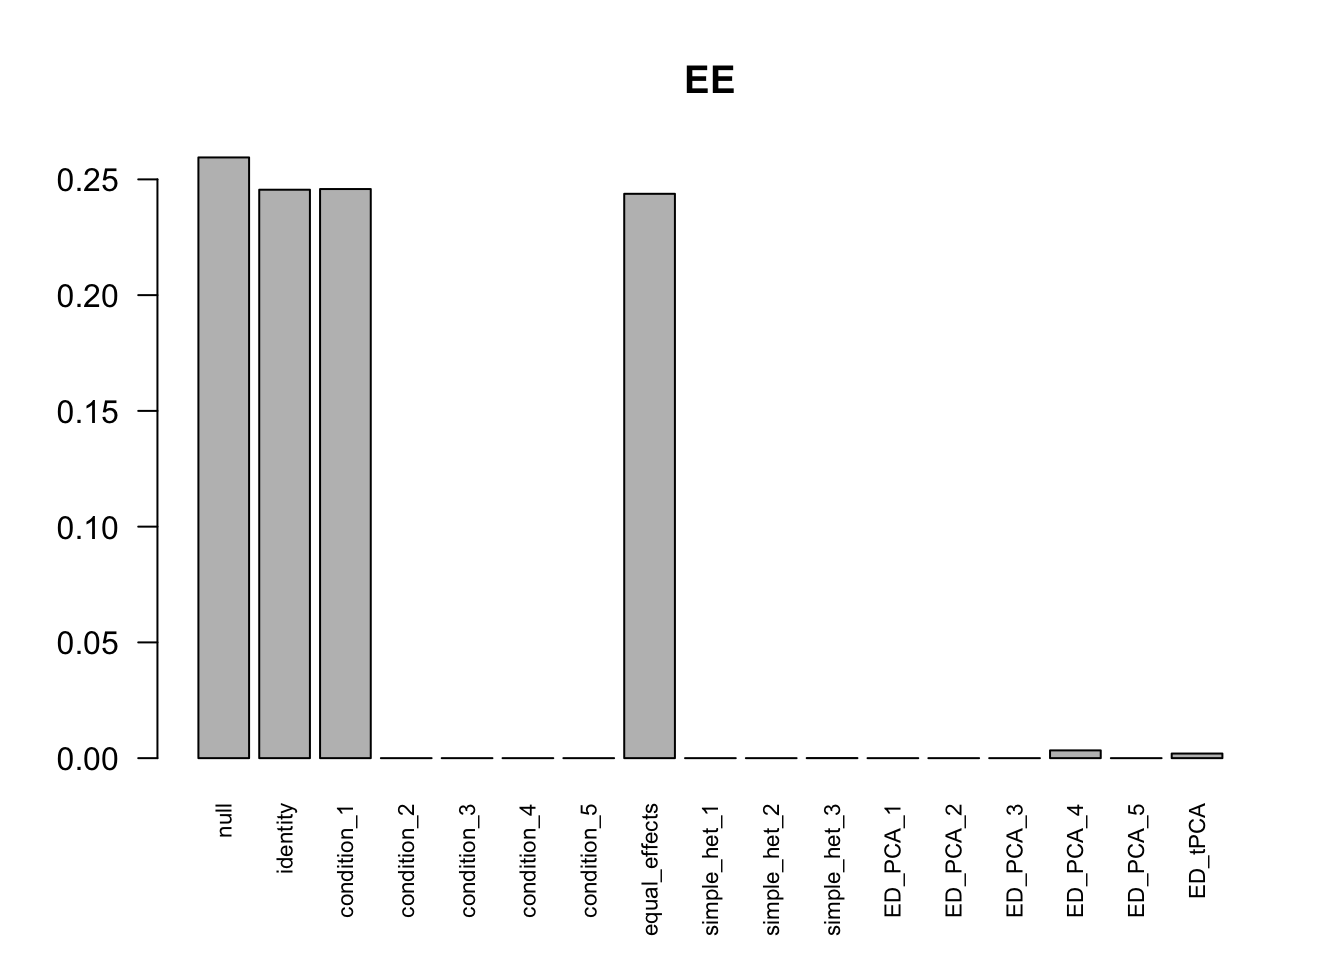 EE
0.25
0.20
0.15
0.10
0.05
0.00
null
identity
condition_1
condition_2
condition_3
condition_4
condition_5
equal_effects
simple_het_1
simple_het_2
simple_het_3
ED_PCA_1
ED_PCA_2
ED_PCA_3
ED_PCA_4
ED_PCA_5
ED_tPCA